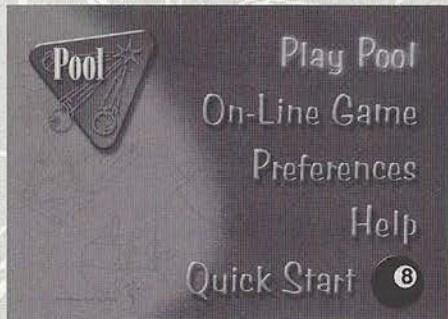 Pool
Play Pool
On-Line Game
Preferences
Help
Quick Start
8